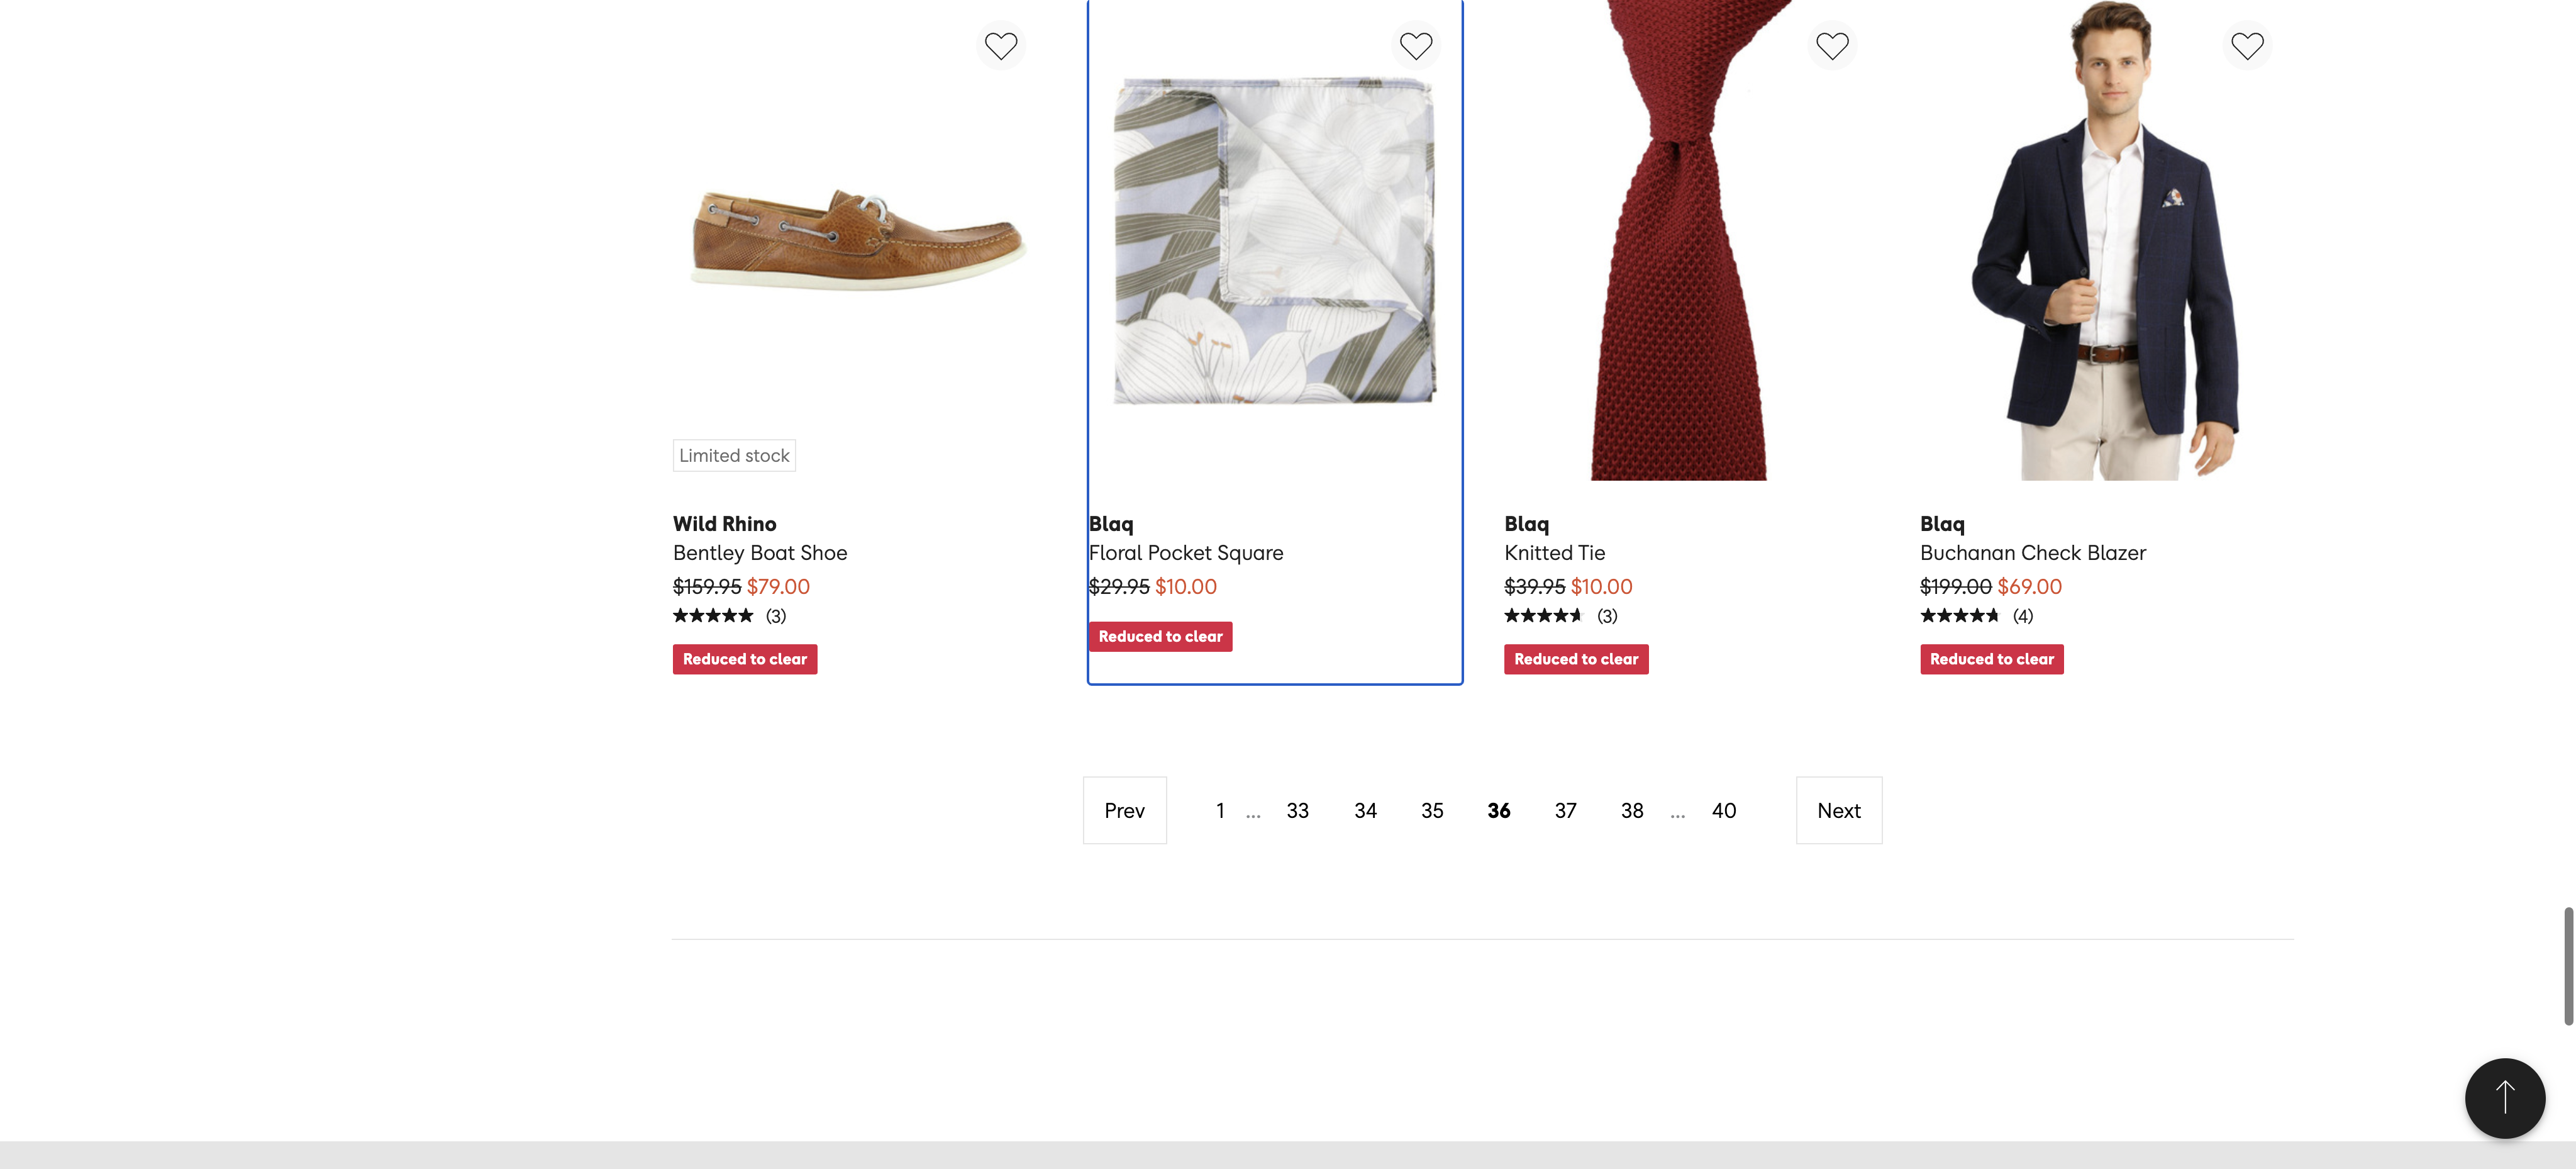 Limited stock
Wild Rhino
Bentley Boat Shoe
$159.95 $79.00
(3)
Reduced to clear
Blaq
Floral Pocket Square
$29.95 $10.00
Reduced to clear
Blaq
Knitted Tie
$39.95 $10.00
(3)
Reduced to clear
Blaq
Buchanan Check Blazer
$199.00 $69.00
(4)
Reduced to clear
Prev 1 ... 33 34 35 36 37 38 ... 40 Next